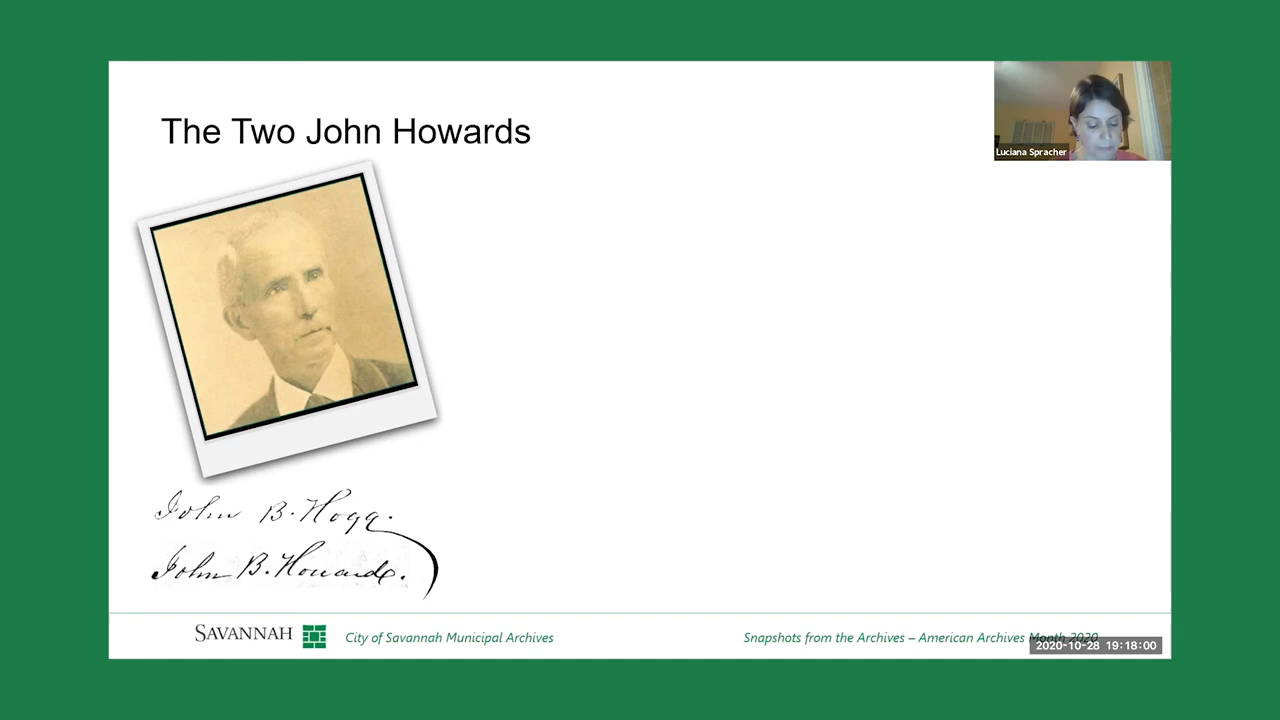 The Two John Howards
Luciana Spracher
John B. Hogg.
John B. Howard.
SAVANNAH
City of Savannah Municipal Archives
Snapshots from the Archives – American Archives Month 2020
2020-10-28 19:18:00